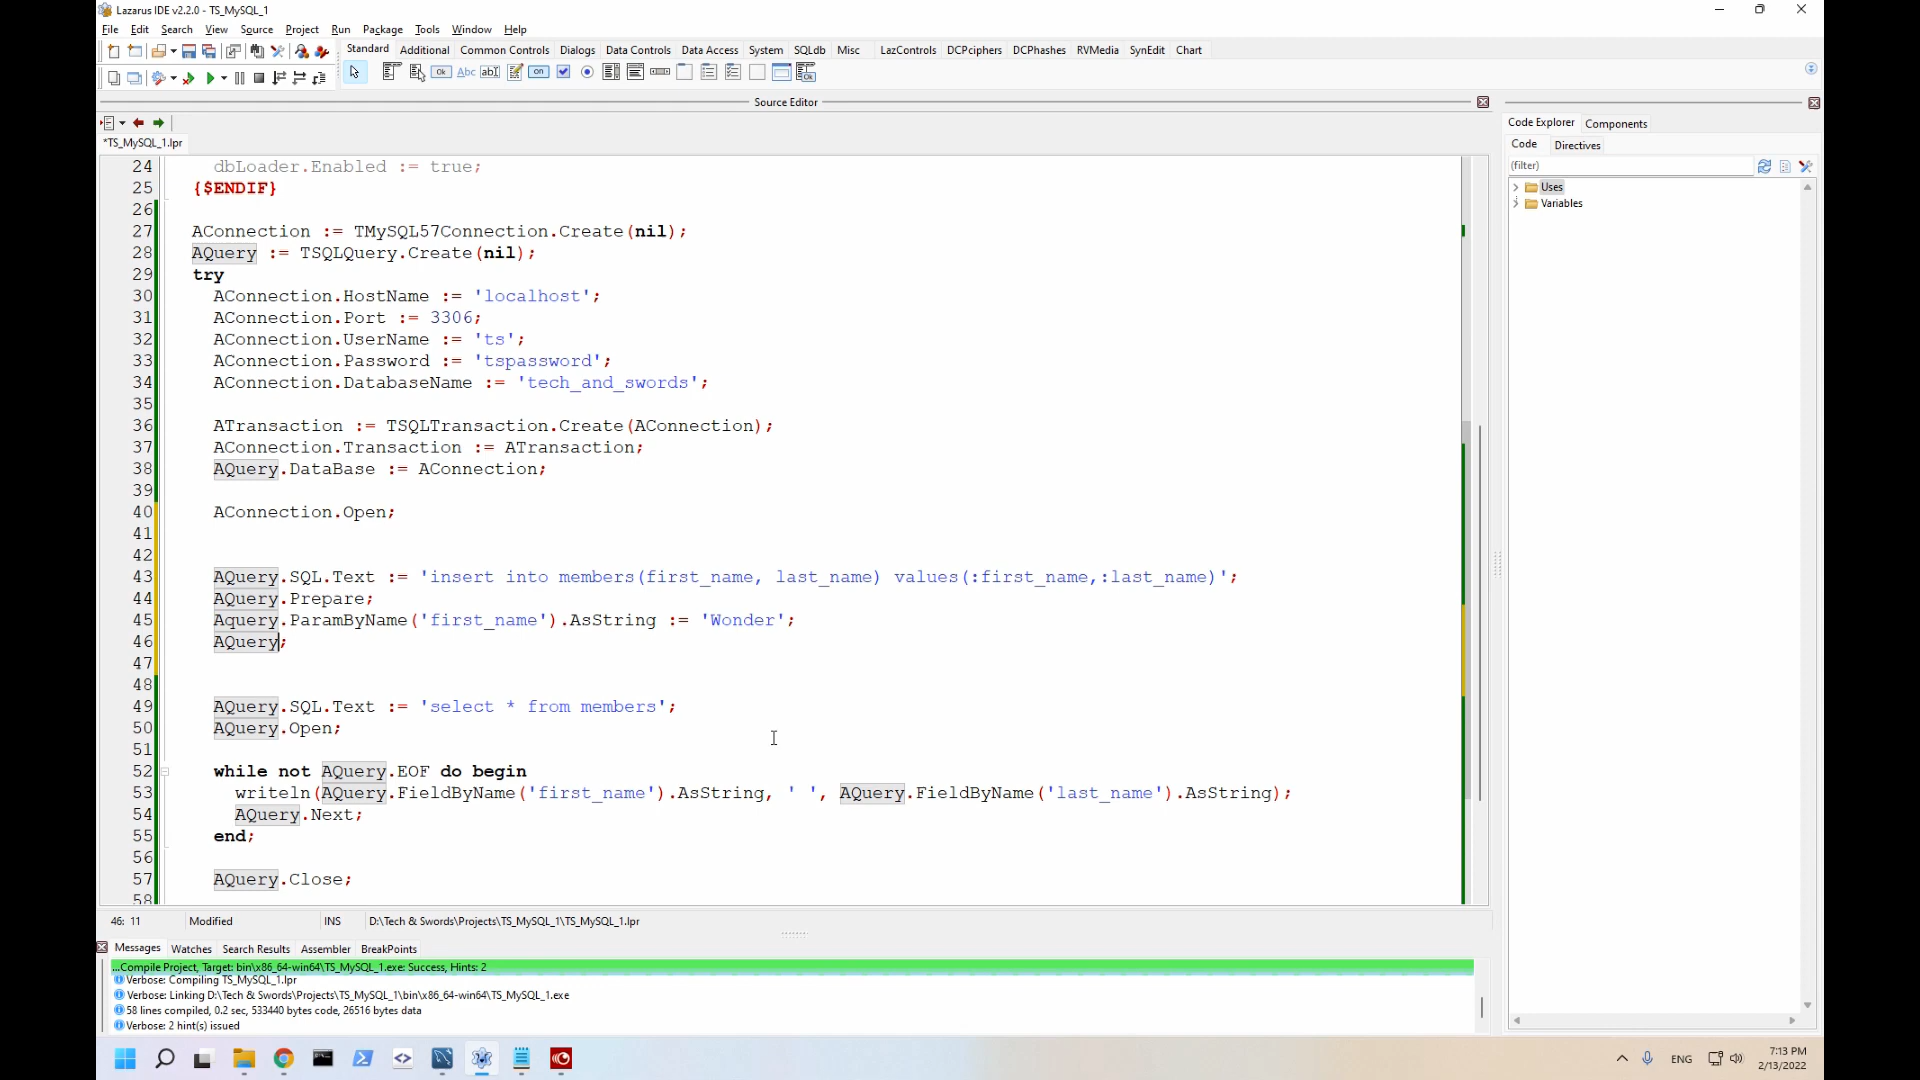 Lazarus IDE v2.2.0 - TS_MySQL_1
File Edit Search View Source Project Run Package Tools Window Help
Standard Additional Common Controls Dialogs Data Controls Data Access System SQLdb Misc LazControls DCPciphers DCPhashes RVMedia SynEdit Chart
Ok Abc abI on Ok
Source Editor
Code Explorer Components
*TS_MySQL_1.lpr
Code Directives
(filter)
Uses
Variables
24 dbLoader.Enabled := true;
25 {$ENDIF}
26
27 AConnection := TMySQL57Connection.Create(nil);
28 AQuery := TSQLQuery.Create(nil);
29 try
30 AConnection.HostName := 'localhost';
31 AConnection.Port := 3306;
32 AConnection.UserName := 'ts';
33 AConnection.Password := 'tspassword';
34 AConnection.DatabaseName := 'tech_and_swords';
35
36 ATransaction := TSQLTransaction.Create(AConnection);
37 AConnection.Transaction := ATransaction;
38 AQuery.DataBase := AConnection;
39
40 AConnection.Open;
41
42
43 AQuery.SQL.Text := 'insert into members(first_name, last_name) values(:first_name,:last_name)';
44 AQuery.Prepare;
45 Aquery.ParamByName('first_name').AsString := 'Wonder';
46 AQuery;
47
48
49 AQuery.SQL.Text := 'select * from members';
50 AQuery.Open;
51
52 while not AQuery.EOF do begin
53 writeln(AQuery.FieldByName('first_name').AsString, ' ', AQuery.FieldByName('last_name').AsString);
54 AQuery.Next;
55 end;
56
57 AQuery.Close;
58
46: 11 Modified INS D:\Tech & Swords\Projects\TS_MySQL_1\TS_MySQL_1.lpr
Messages Watches Search Results Assembler BreakPoints
...Compile Project, Target: bin\x86_64-win64\TS_MySQL_1.exe: Success, Hints: 2
Verbose: Compiling TS_MySQL_1.lpr
Verbose: Linking D:\Tech & Swords\Projects\TS_MySQL_1\bin\x86_64-win64\TS_MySQL_1.exe
58 lines compiled, 0.2 sec, 533440 bytes code, 26516 bytes data
Verbose: 2 hint(s) issued
ENG
7:13 PM
2/13/2022